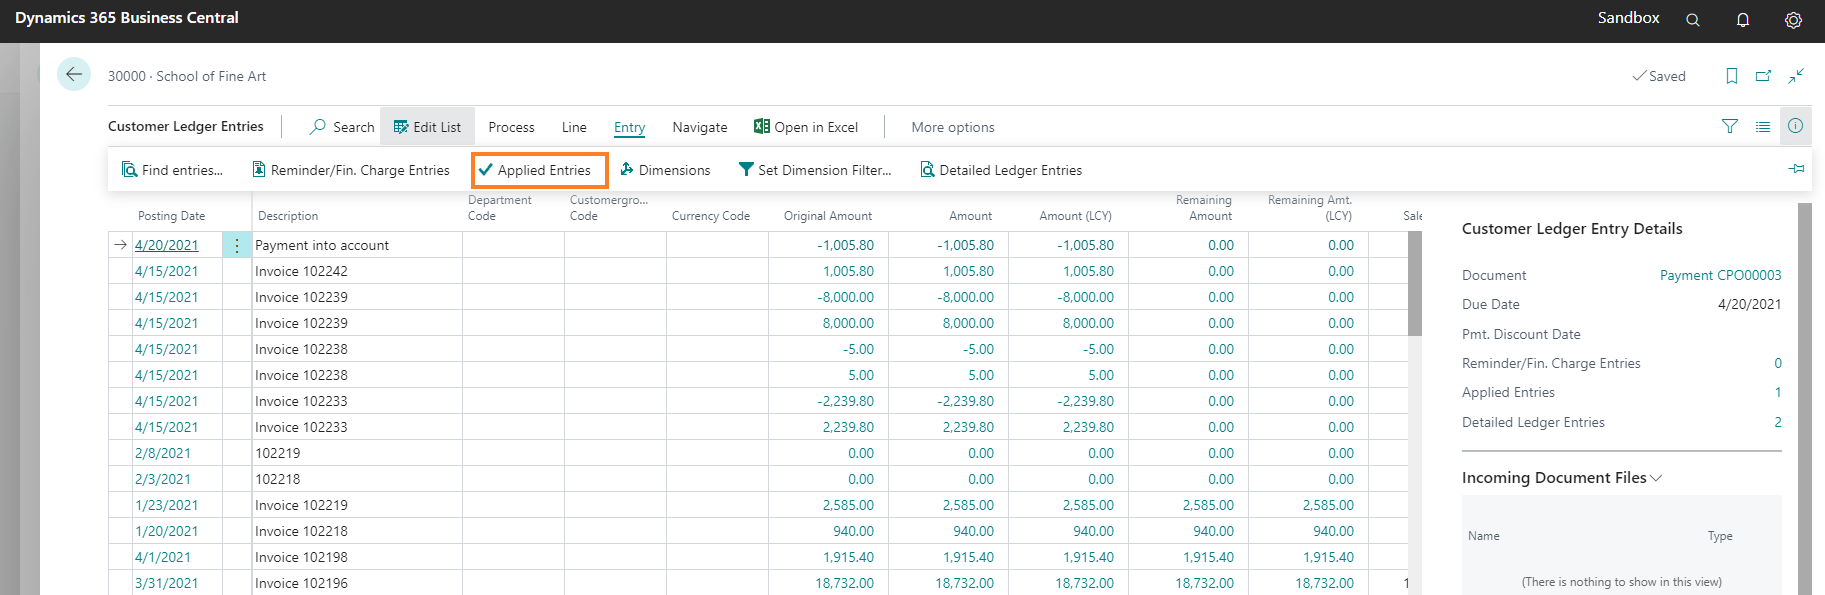 Dynamics 365 Business Central
Sandbox
30000 · School of Fine Art
Saved
Customer Ledger Entries
Search
Edit List
Process
Line
Entry
Navigate
Open in Excel
More options
Find entries...
Reminder/Fin. Charge Entries
Applied Entries
Dimensions
Set Dimension Filter...
Detailed Ledger Entries
Posting Date Description Department Code Customergro... Code Currency Code Original Amount Amount Amount (LCY) Remaining Amount Remaining Amt. (LCY) Sale
4/20/2021 Payment into account -1,005.80 -1,005.80 -1,005.80 0.00 0.00
4/15/2021 Invoice 102242 1,005.80 1,005.80 1,005.80 0.00 0.00
4/15/2021 Invoice 102239 -8,000.00 -8,000.00 -8,000.00 0.00 0.00
4/15/2021 Invoice 102239 8,000.00 8,000.00 8,000.00 0.00 0.00
4/15/2021 Invoice 102238 -5.00 -5.00 -5.00 0.00 0.00
4/15/2021 Invoice 102238 5.00 5.00 5.00 0.00 0.00
4/15/2021 Invoice 102233 -2,239.80 -2,239.80 -2,239.80 0.00 0.00
4/15/2021 Invoice 102233 2,239.80 2,239.80 2,239.80 0.00 0.00
2/8/2021 102219 0.00 0.00 0.00 0.00 0.00
2/3/2021 102218 0.00 0.00 0.00 0.00 0.00
1/23/2021 Invoice 102219 2,585.00 2,585.00 2,585.00 2,585.00 2,585.00
1/20/2021 Invoice 102218 940.00 940.00 940.00 940.00 940.00
4/1/2021 Invoice 102198 1,915.40 1,915.40 1,915.40 1,915.40 1,915.40
3/31/2021 Invoice 102196 18,732.00 18,732.00 18,732.00 18,732.00 18,732.00 1
Customer Ledger Entry Details
Document Payment CPO00003
Due Date 4/20/2021
Pmt. Discount Date
Reminder/Fin. Charge Entries 0
Applied Entries 1
Detailed Ledger Entries 2
Incoming Document Files
Name Type
(There is nothing to show in this view)